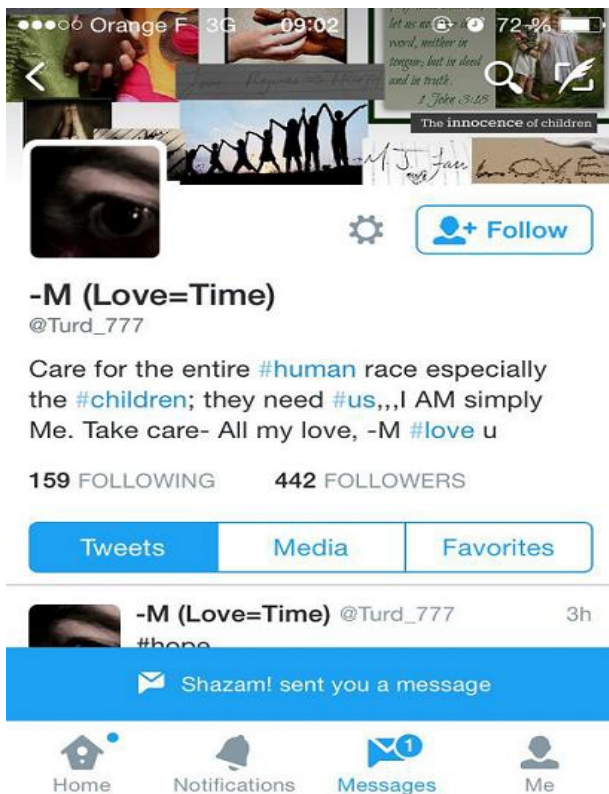 Orange F 3G 09:02 72 %
let us no
word, neither in
tongue; but in deed
and in truth.
1 John 3:18
The innocence of children
LOVE
Follow
-M (Love=Time)
@Turd_777
Care for the entire #human race especially
the #children; they need #us,,,I AM simply
Me. Take care- All my love, -M #love u
159 FOLLOWING 442 FOLLOWERS
Tweets Media Favorites
-M (Love=Time) @Turd_777 3h
#hope
Shazam! sent you a message
1
Home Notifications Messages Me